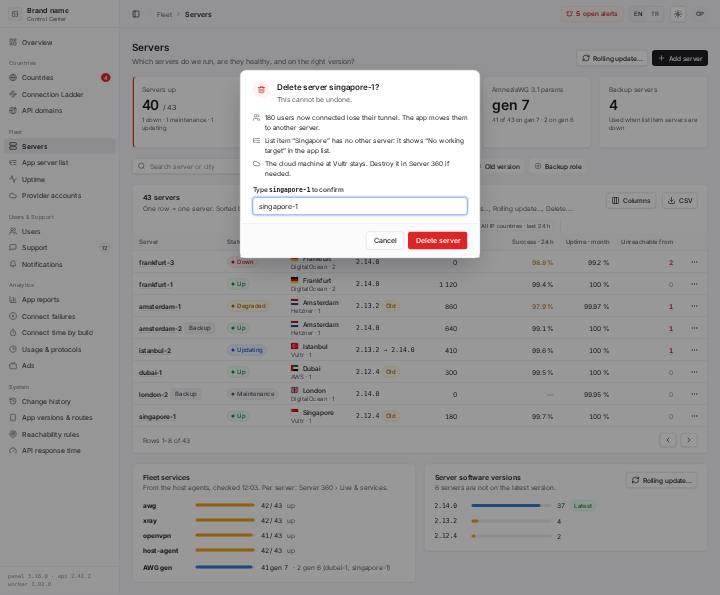 Brand name
Control Center
Fleet › Servers
5 open alerts
EN TR
OP
Overview
Countries
Countries 4
Connection Ladder
API domains
Fleet
Servers
App server list
Uptime
Provider accounts
Users & Support
Users
Support 12
Notifications
Analytics
App reports
Connect failures
Connect time by build
Usage & protocols
Ads
System
Change history
App versions & routes
Reachability rules
API response time
Servers
Which servers do we run, are they healthy, and on the right version?
Rolling update…
Add server
Servers up
40 / 43
1 down · 1 maintenance · 1
updating
AmneziaWG 3.1 params
gen 7
41 of 43 on gen 7 · 2 on gen 6
Backup servers
4
Used when list item servers are
down
Delete server singapore-1?
This cannot be undone.
180 users now connected lose their tunnel. The app moves them
to another server.
List item "Singapore" has no other server: it shows "No working
target" in the app list.
The cloud machine at Vultr stays. Destroy it in Server 360 if
needed.
Type singapore-1 to confirm
singapore-1
Cancel
Delete server
Search server or city
Old version
Backup role
43 servers
One row = one server. Sorted
Rolling update…, Delete…
Columns
CSV
All IP countries · last 24 h
Server
Success · 24 h
Uptime · month
Unreachable from
frankfurt-3 Down Frankfurt 2.14.0 0 98.8 % 99.2 % 2
DigitalOcean · 2
frankfurt-1 Up Frankfurt 2.14.0 1 120 99.4 % 100 % 0
DigitalOcean · 2
amsterdam-1 Degraded Amsterdam 2.13.2 Old 860 97.9 % 99.97 % 1
Hetzner · 1
amsterdam-2 Backup Up Amsterdam 2.14.0 640 99.1 % 100 % 1
Hetzner · 1
istanbul-2 Updating Istanbul 2.13.2 → 2.14.0 410 99.6 % 100 % 1
Vultr · 1
dubai-1 Up Dubai 2.12.4 Old 300 99.5 % 100 % 0
AWS · 1
london-2 Backup Maintenance London 2.14.0 0 — 99.95 % 0
DigitalOcean · 1
singapore-1 Up Singapore 2.12.4 Old 180 99.7 % 100 % 0
Vultr · 1
Rows 1–8 of 43
Fleet services
From the host agents, checked 12:03. Per server: Server 360 › Live & services.
awg 42 / 43 up
xray 42 / 43 up
openvpn 41 / 43 up
host-agent 42 / 43 up
AWG gen 41 gen 7 · 2 gen 6 (dubai-1, singapore-1)
Server software versions
6 servers are not on the latest version.
Rolling update…
2.14.0 37 Latest
2.13.2 4
2.12.4 2